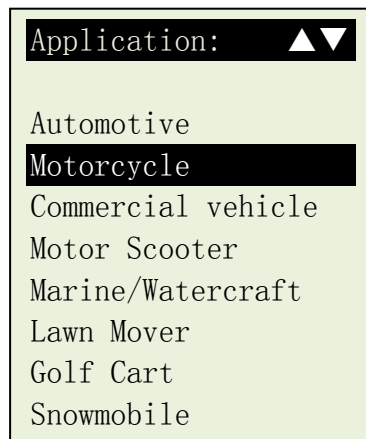 Application: ▲▼
Automotive
Motorcycle
Commercial vehicle
Motor Scooter
Marine/Watercraft
Lawn Mover
Golf Cart
Snowmobile